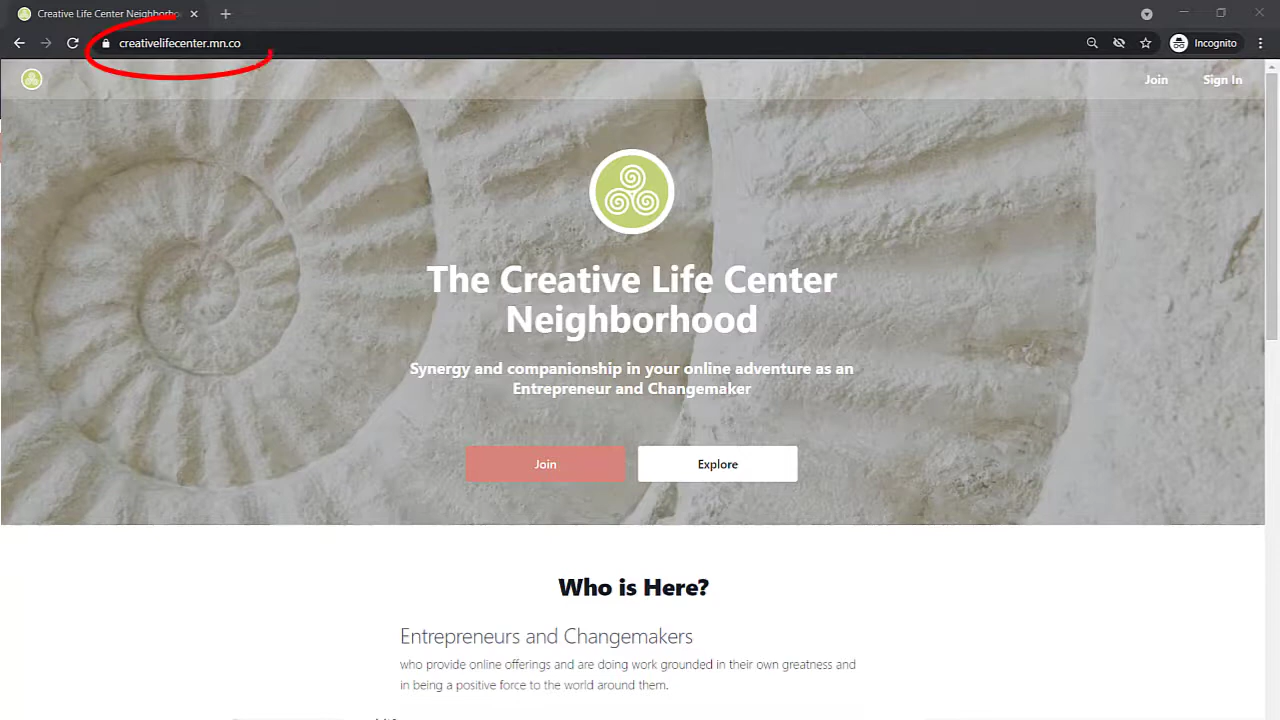 Creative Life Center Neighborho
creativelifecenter.mn.co
Incognito
Join
Sign In
The Creative Life Center
Neighborhood
Synergy and companionship in your online adventure as an
Entrepreneur and Changemaker
Join
Explore
Who is Here?
Entrepreneurs and Changemakers
who provide online offerings and are doing work grounded in their own greatness and
in being a positive force to the world around them.